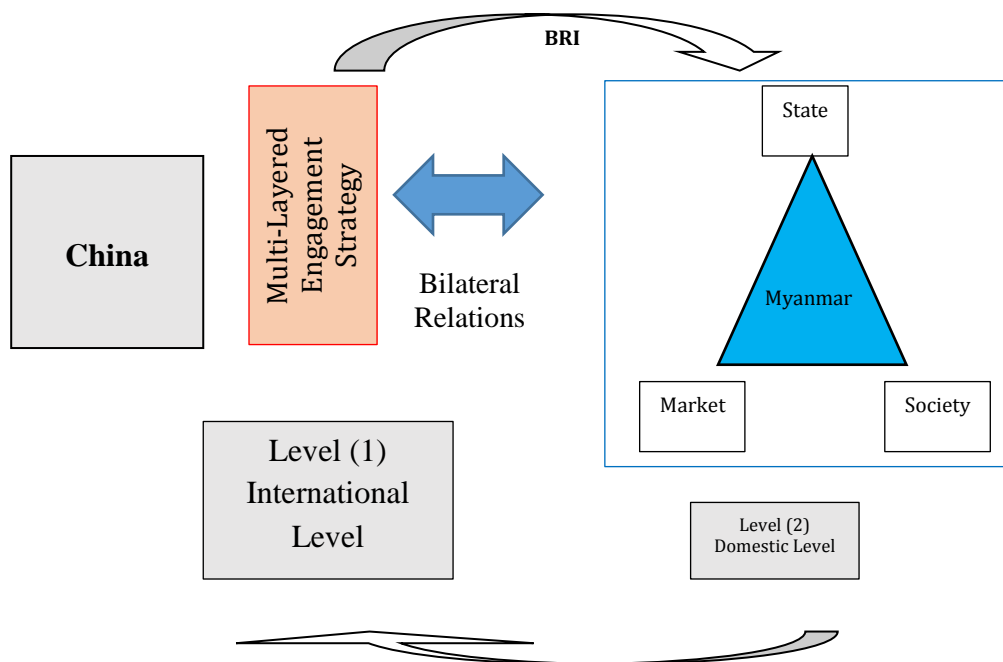 BRI
State
China
Multi-Layered
Engagement
Strategy
Bilateral
Relations
Myanmar
Market
Society
Level (1)
International
Level
Level (2)
Domestic Level